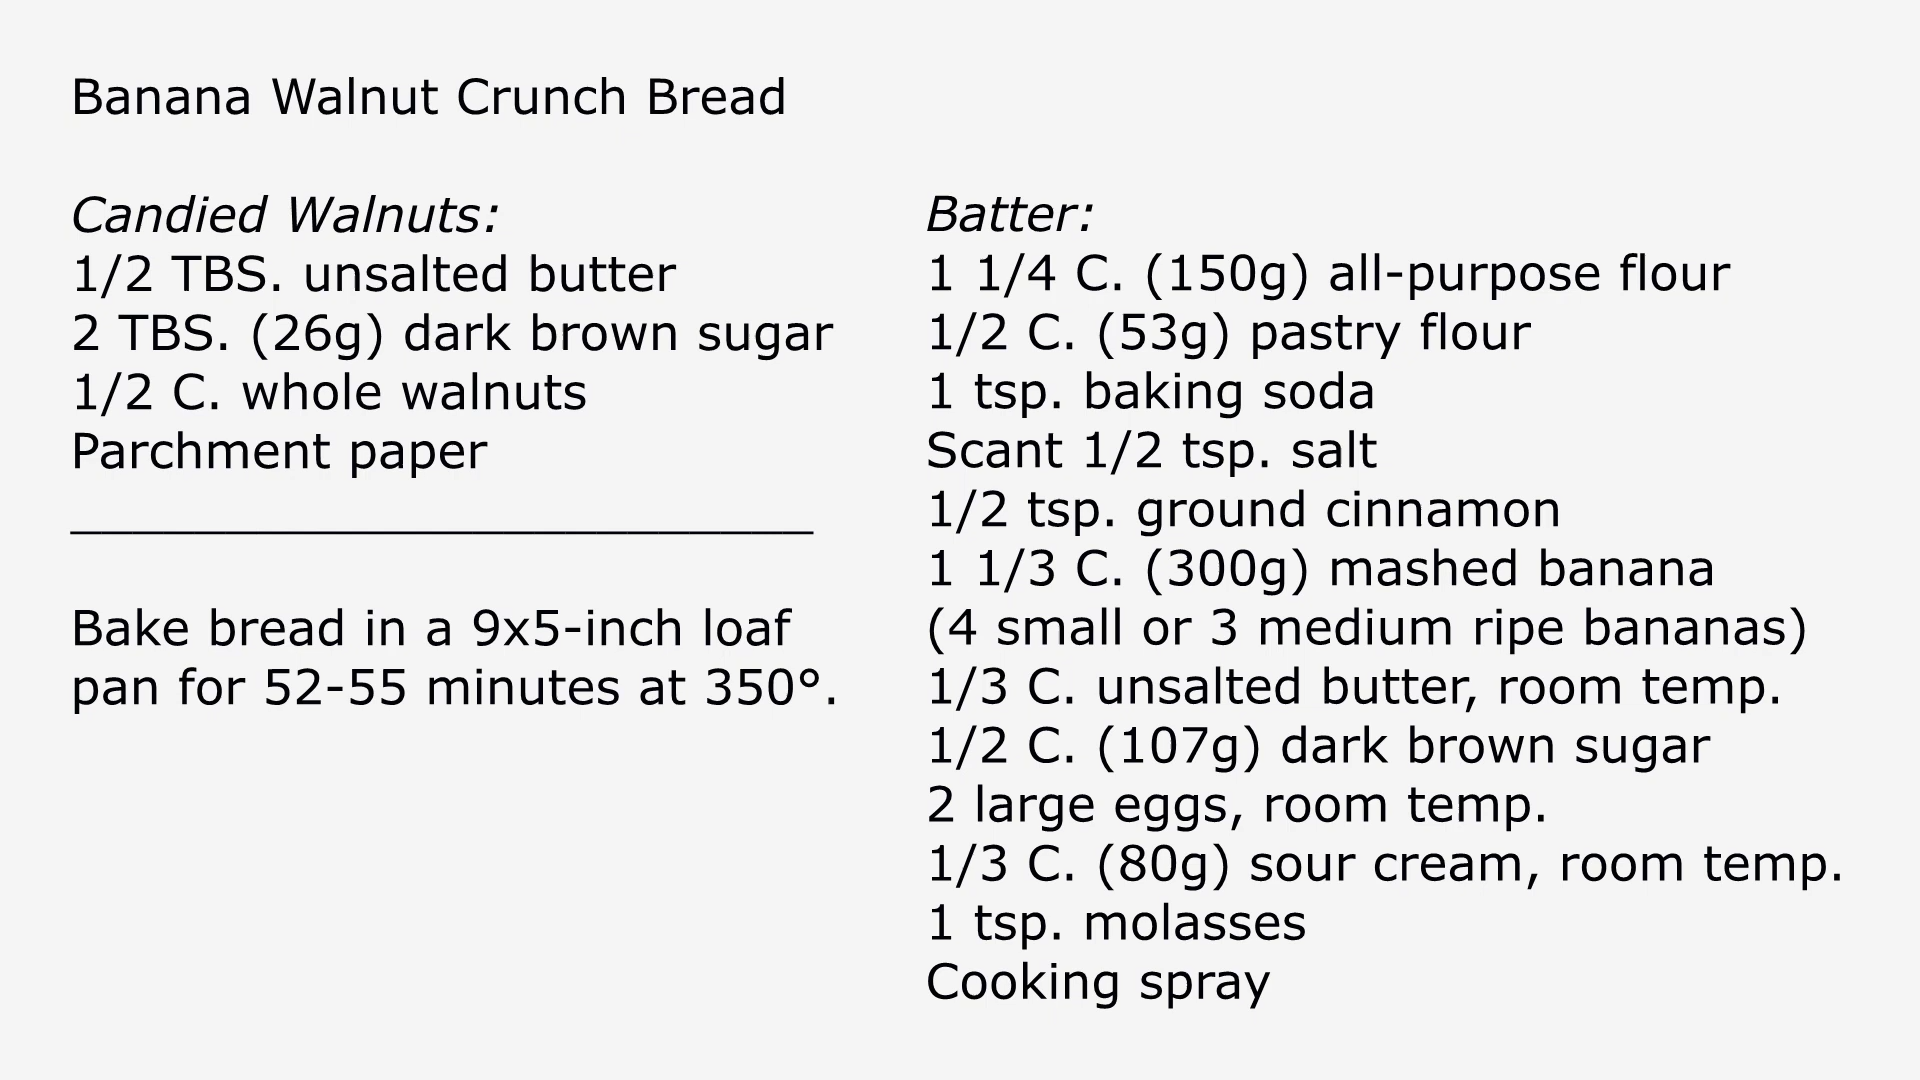 Banana Walnut Crunch Bread
Candied Walnuts:
1/2 TBS. unsalted butter
2 TBS. (26g) dark brown sugar
1/2 C. whole walnuts
Parchment paper
Bake bread in a 9x5-inch loaf
pan for 52-55 minutes at 350°.
Batter:
1 1/4 C. (150g) all-purpose flour
1/2 C. (53g) pastry flour
1 tsp. baking soda
Scant 1/2 tsp. salt
1/2 tsp. ground cinnamon
1 1/3 C. (300g) mashed banana
(4 small or 3 medium ripe bananas)
1/3 C. unsalted butter, room temp.
1/2 C. (107g) dark brown sugar
2 large eggs, room temp.
1/3 C. (80g) sour cream, room temp.
1 tsp. molasses
Cooking spray